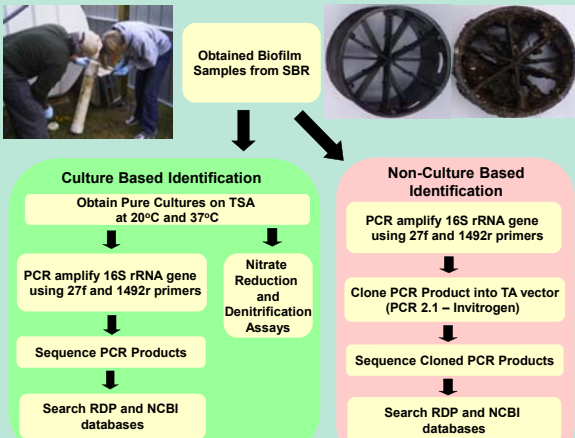 Obtained Biofilm
Samples from SBR
Culture Based Identification
Obtain Pure Cultures on TSA
at 20°C and 37°C
PCR amplify 16S rRNA gene
using 27f and 1492r primers
Nitrate
Reduction
and
Denitrification
Assays
Sequence PCR Products
Search RDP and NCBI
databases
Non-Culture Based
Identification
PCR amplify 16S rRNA gene
using 27f and 1492r primers
Clone PCR Product into TA vector
(PCR 2.1 – Invitrogen)
Sequence Cloned PCR Products
Search RDP and NCBI
databases